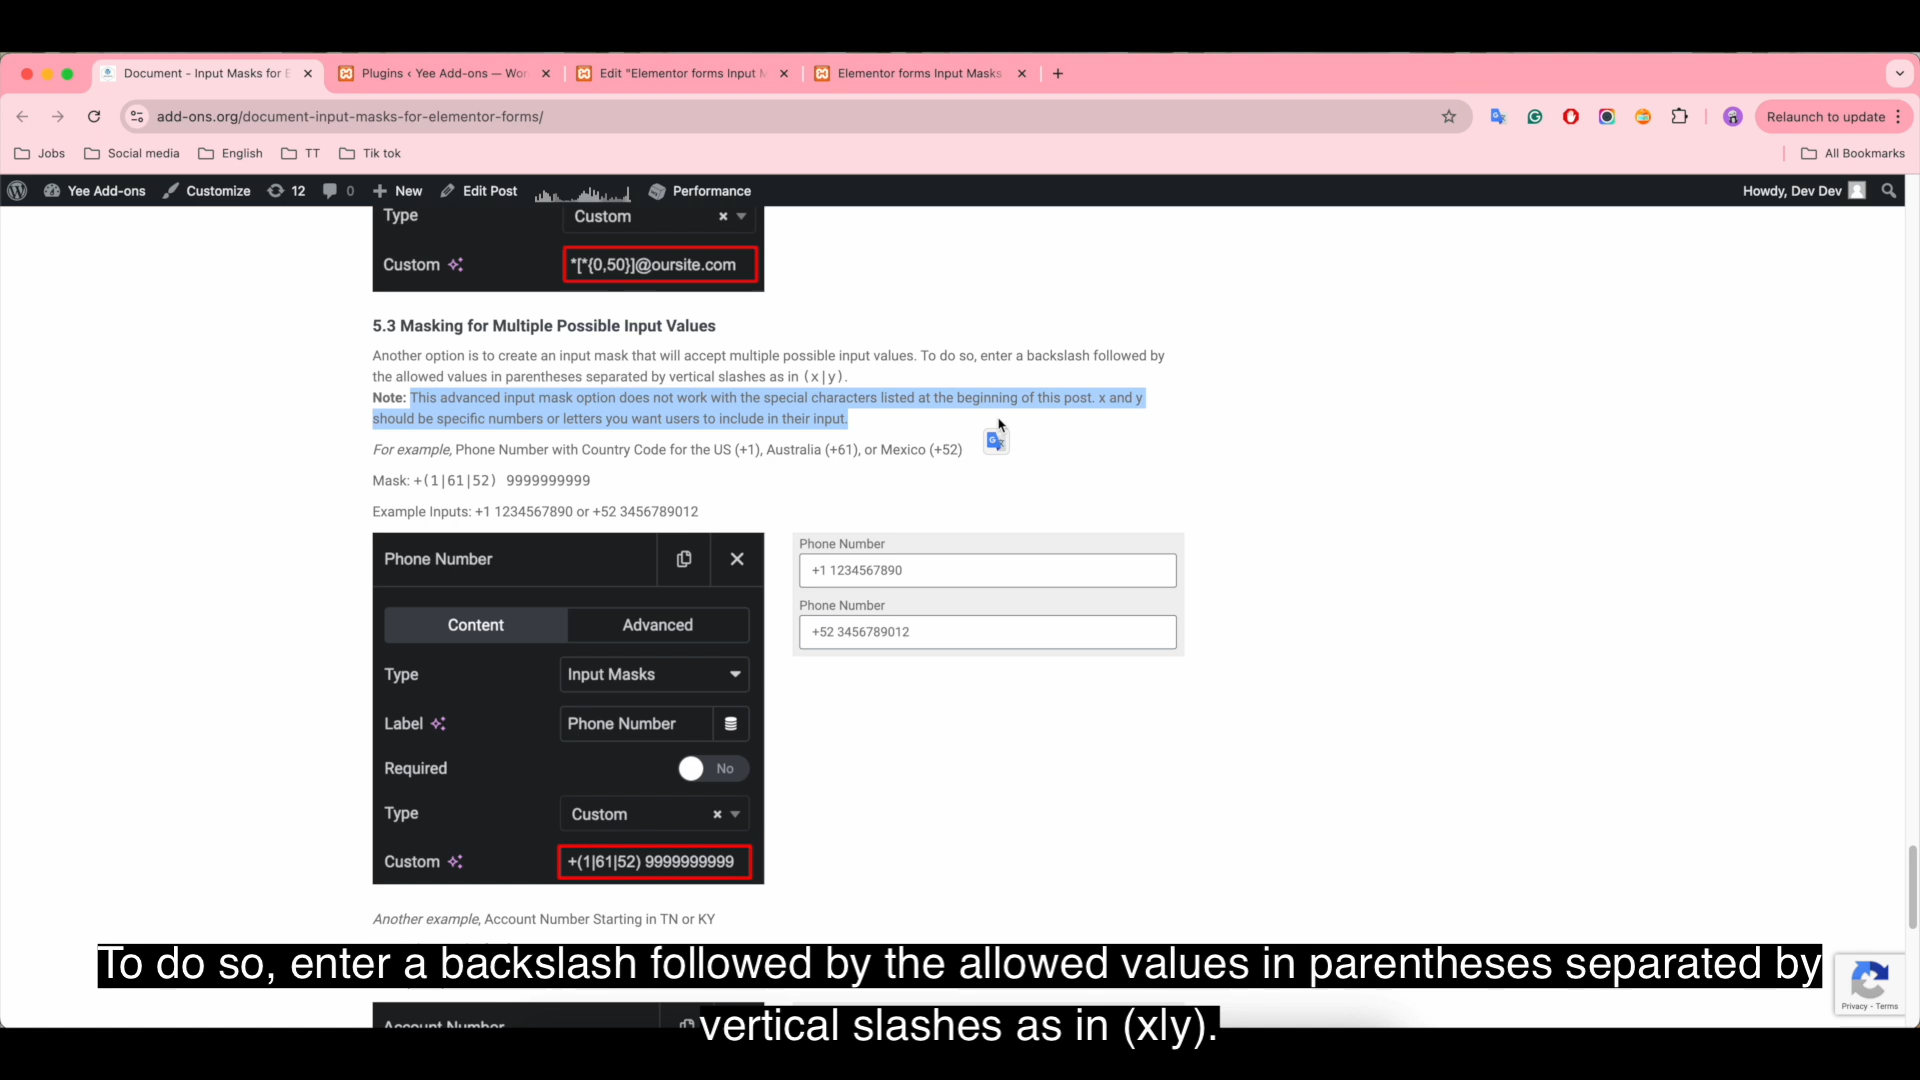 Document - Input Masks for E
Plugins ‹ Yee Add-ons — Wor
Edit "Elementor forms Input M
Elementor forms Input Masks
add-ons.org/document-input-masks-for-elementor-forms/
Relaunch to update
Jobs
Social media
English
TT
Tik tok
All Bookmarks
Yee Add-ons
Customize
12
0
New
Edit Post
Performance
Howdy, Dev Dev
Type
Custom
Custom
*[*{0,50}]@oursite.com
5.3 Masking for Multiple Possible Input Values
Another option is to create an input mask that will accept multiple possible input values. To do so, enter a backslash followed by
the allowed values in parentheses separated by vertical slashes as in (x|y).
Note: This advanced input mask option does not work with the special characters listed at the beginning of this post. x and y
should be specific numbers or letters you want users to include in their input.
For example, Phone Number with Country Code for the US (+1), Australia (+61), or Mexico (+52)
Mask: +(1|61|52) 9999999999
Example Inputs: +1 1234567890 or +52 3456789012
Phone Number
Content
Advanced
Type
Input Masks
Label
Phone Number
Required
No
Type
Custom
Custom
+(1|61|52) 9999999999
Phone Number
+1 1234567890
Phone Number
+52 3456789012
Another example, Account Number Starting in TN or KY
To do so, enter a backslash followed by the allowed values in parentheses separated by
vertical slashes as in (xly).
Account Number
Privacy - Terms